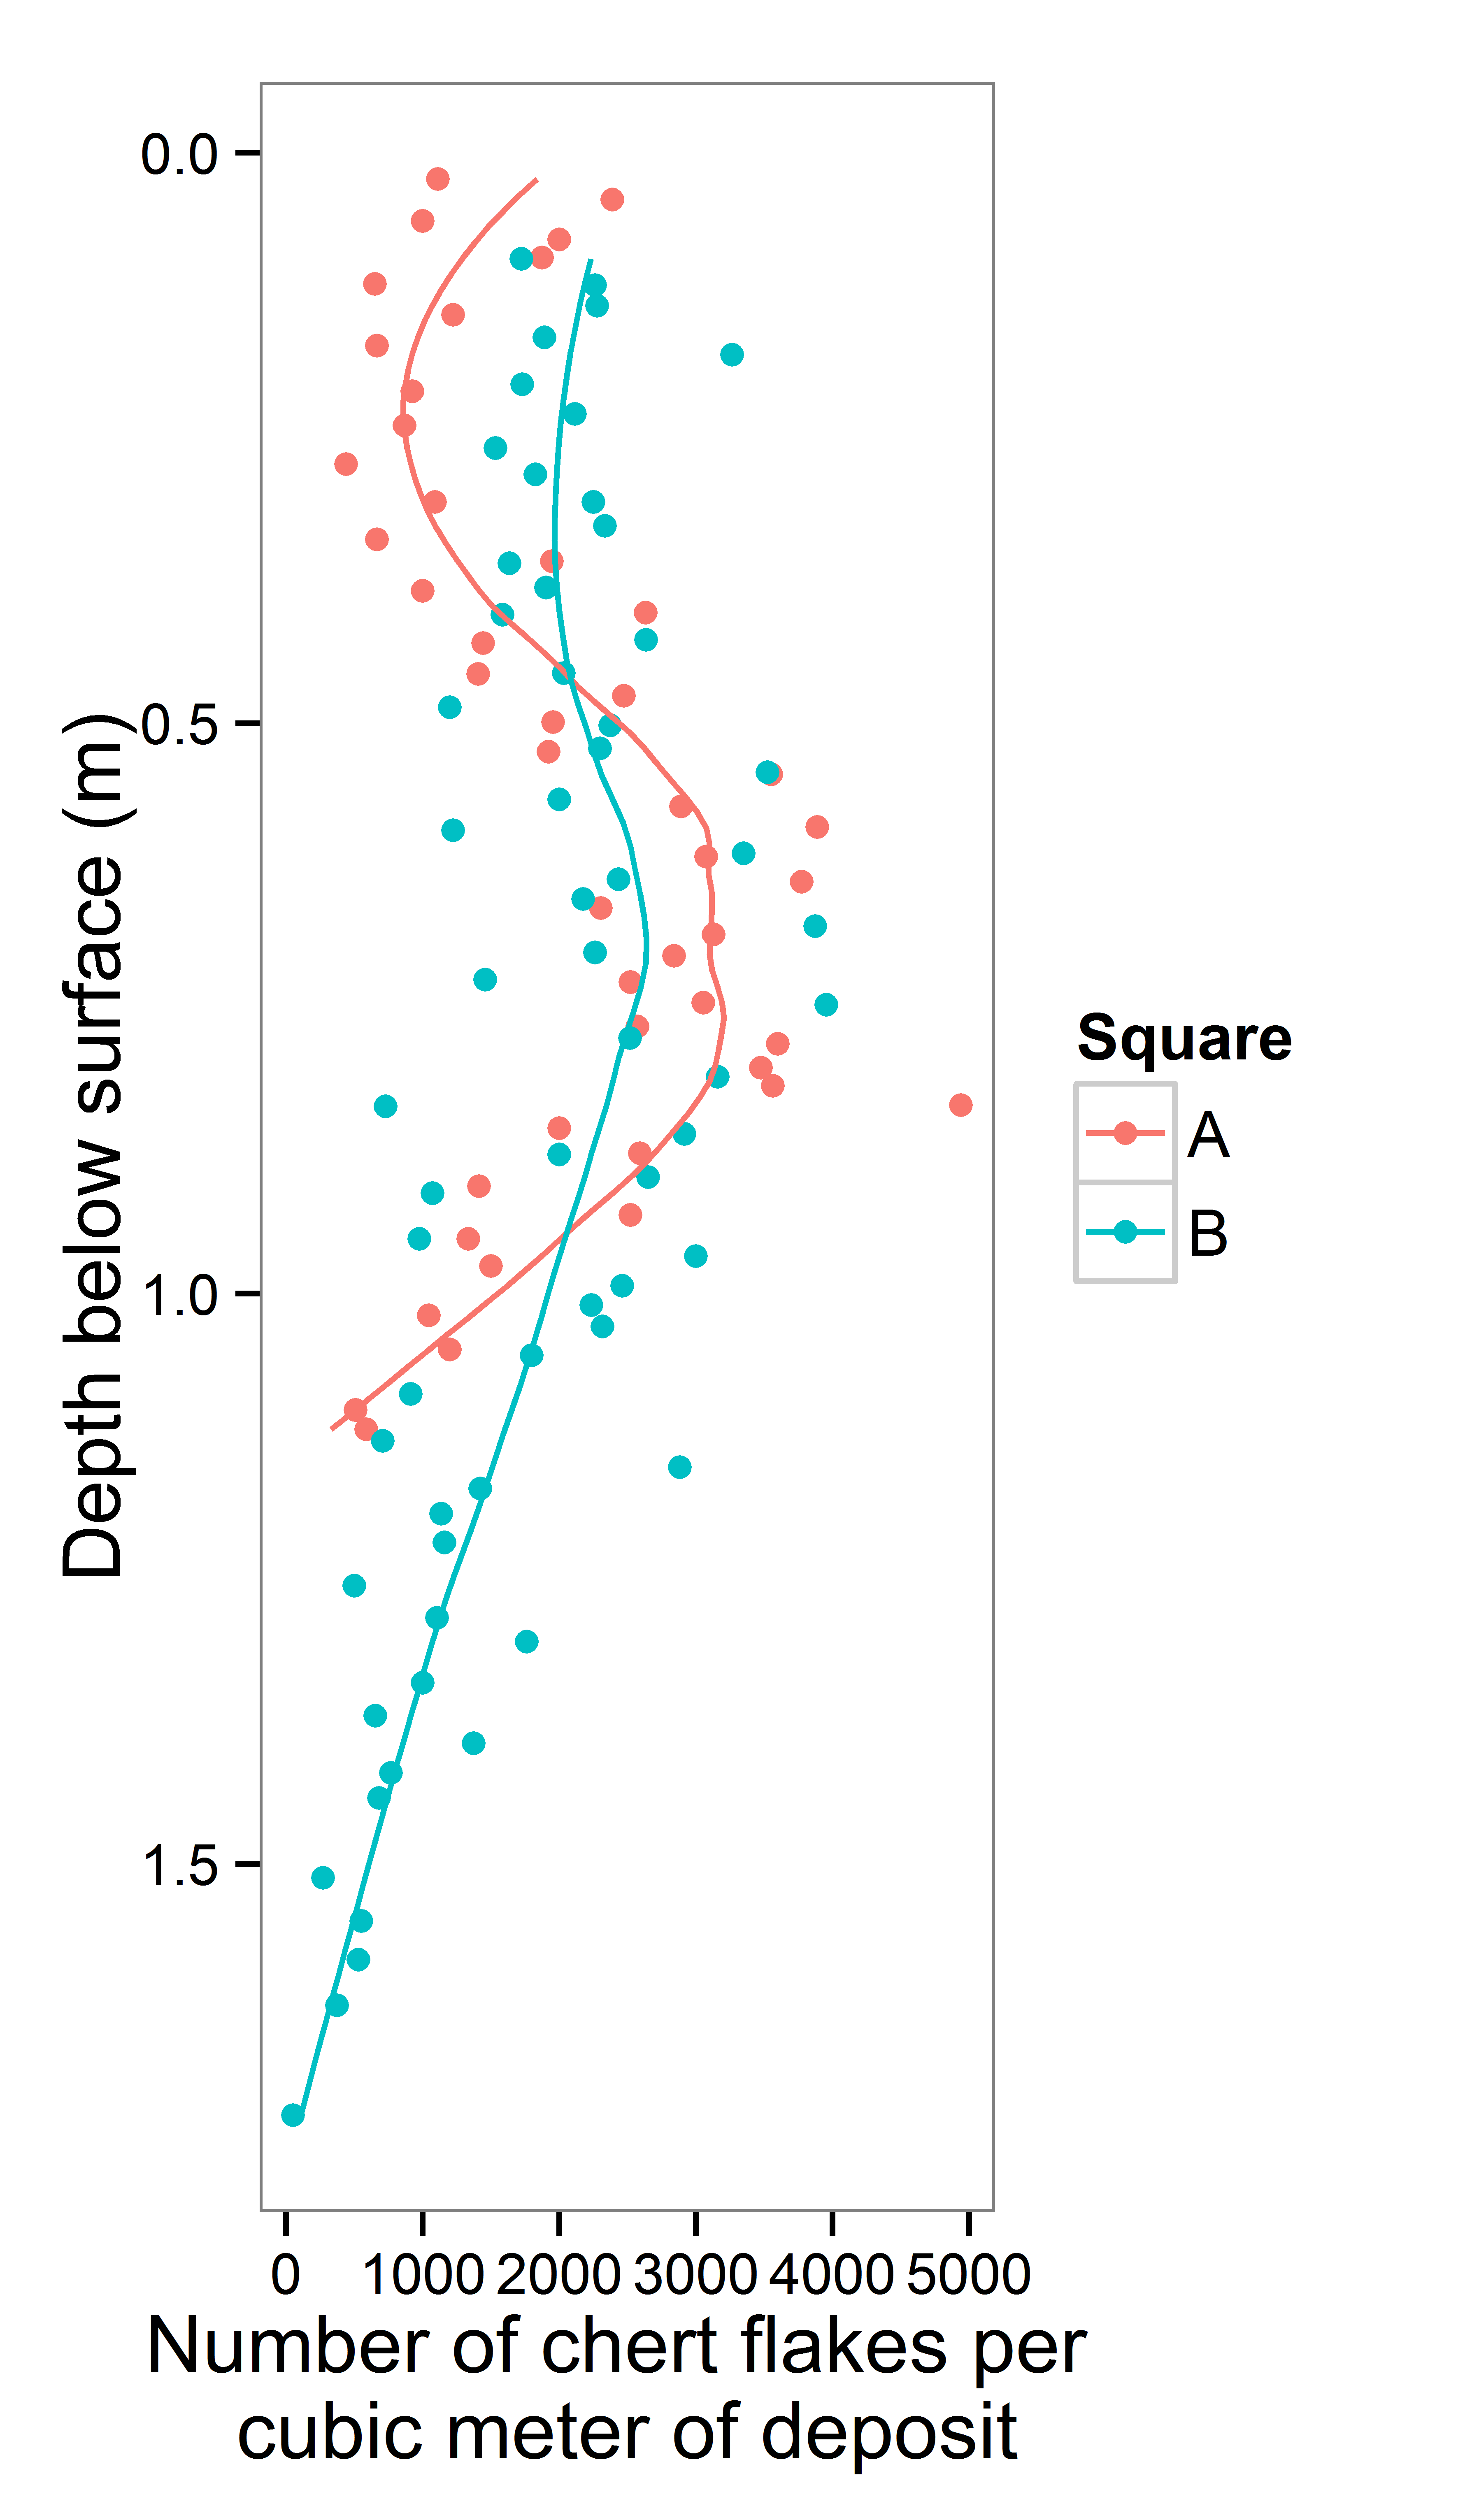 0.0
0.5
1.0
1.5
Depth below surface (m)
0 1000 2000 3000 4000 5000
Number of chert flakes per
cubic meter of deposit
Square
A
B